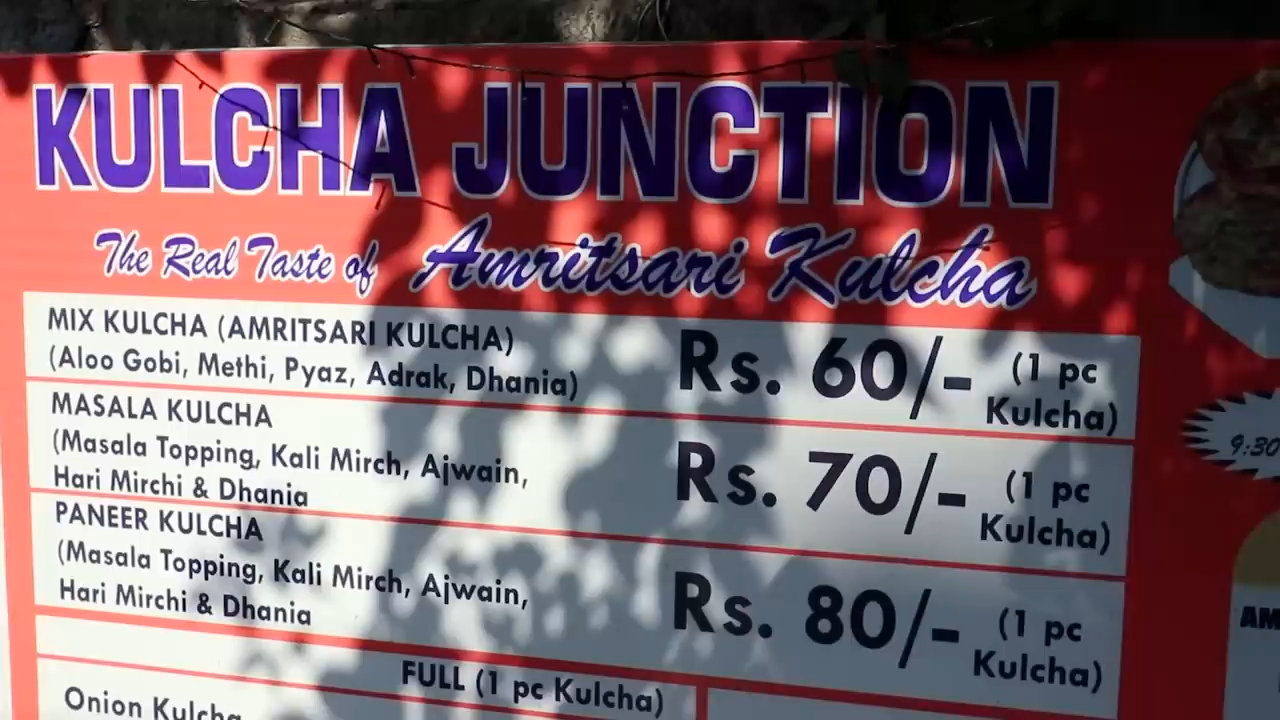 KULCHA JUNCTION
The Real Taste of Amritsari Kulcha
MIX KULCHA (AMRITSARI KULCHA)
(Aloo Gobi, Methi, Pyaz, Adrak, Dhania)
Rs. 60/- (1 pc
Kulcha)
MASALA KULCHA
(Masala Topping, Kali Mirch, Ajwain,
Hari Mirchi & Dhania
Rs. 70/- (1 pc
Kulcha)
PANEER KULCHA
(Masala Topping, Kali Mirch, Ajwain,
Hari Mirchi & Dhania
Rs. 80/- (1 pc
Kulcha)
FULL (1 pc Kulcha)
Onion Kulcha
9:30
AM